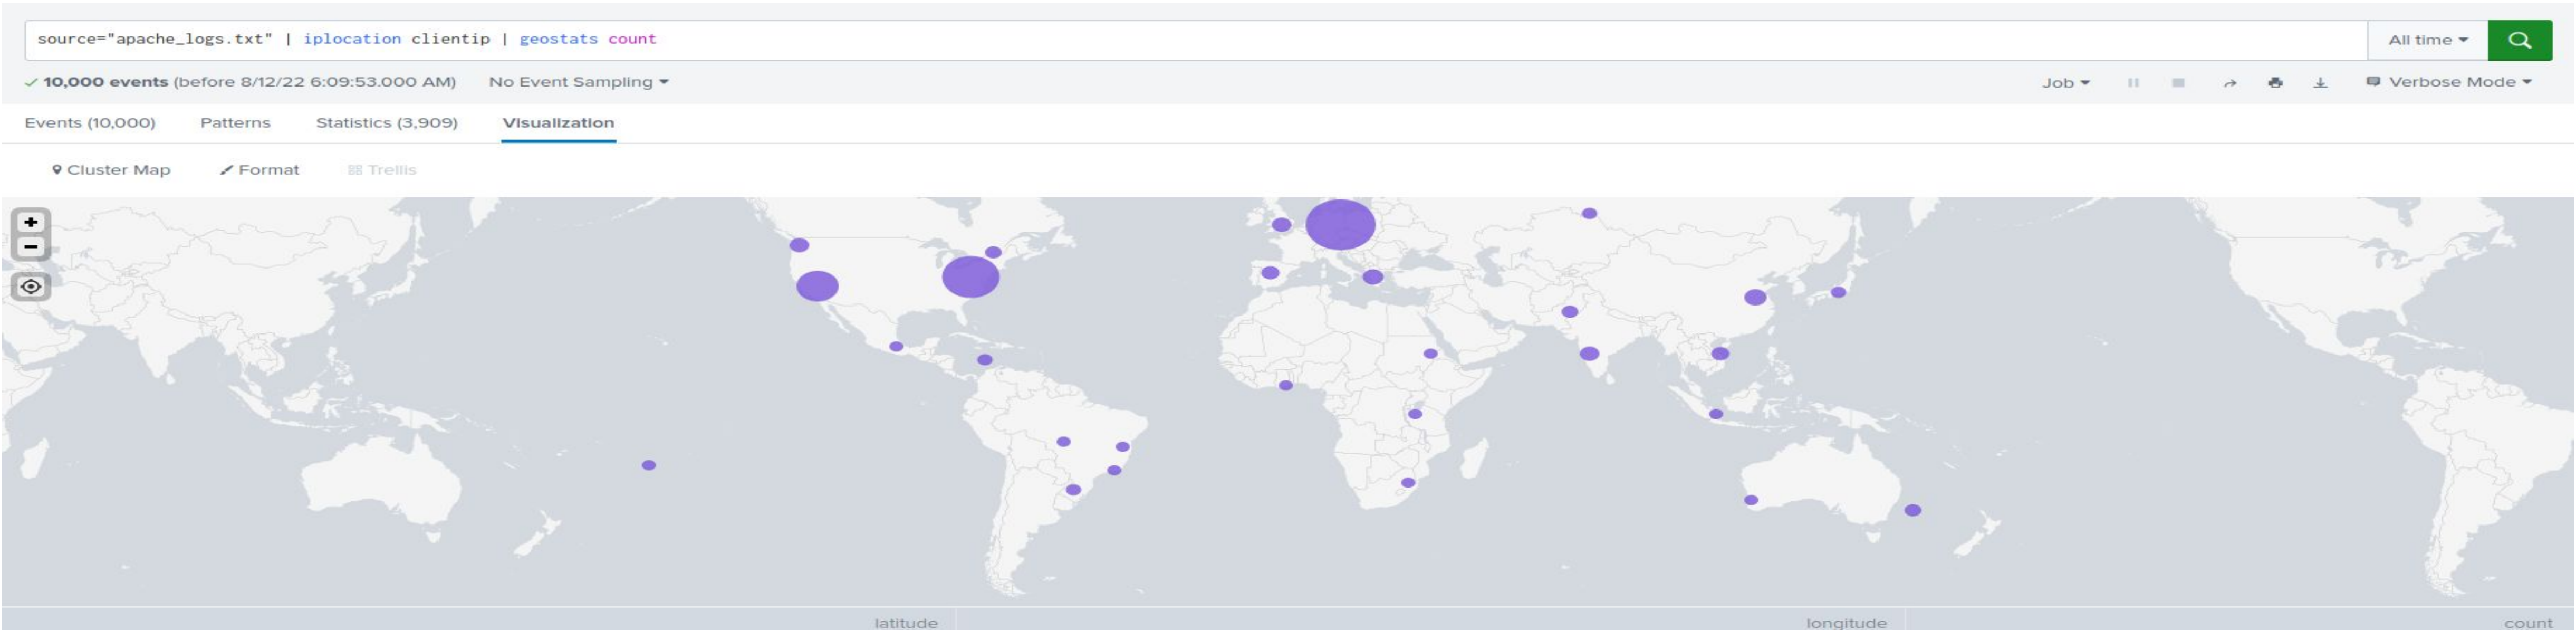 source="apache_logs.txt" | iplocation clientip | geostats count
All time
10,000 events (before 8/12/22 6:09:53.000 AM)
No Event Sampling
Job
Verbose Mode
Events (10,000)
Patterns
Statistics (3,909)
Visualization
Cluster Map
Format
Trellis
+
−
latitude
longitude
count